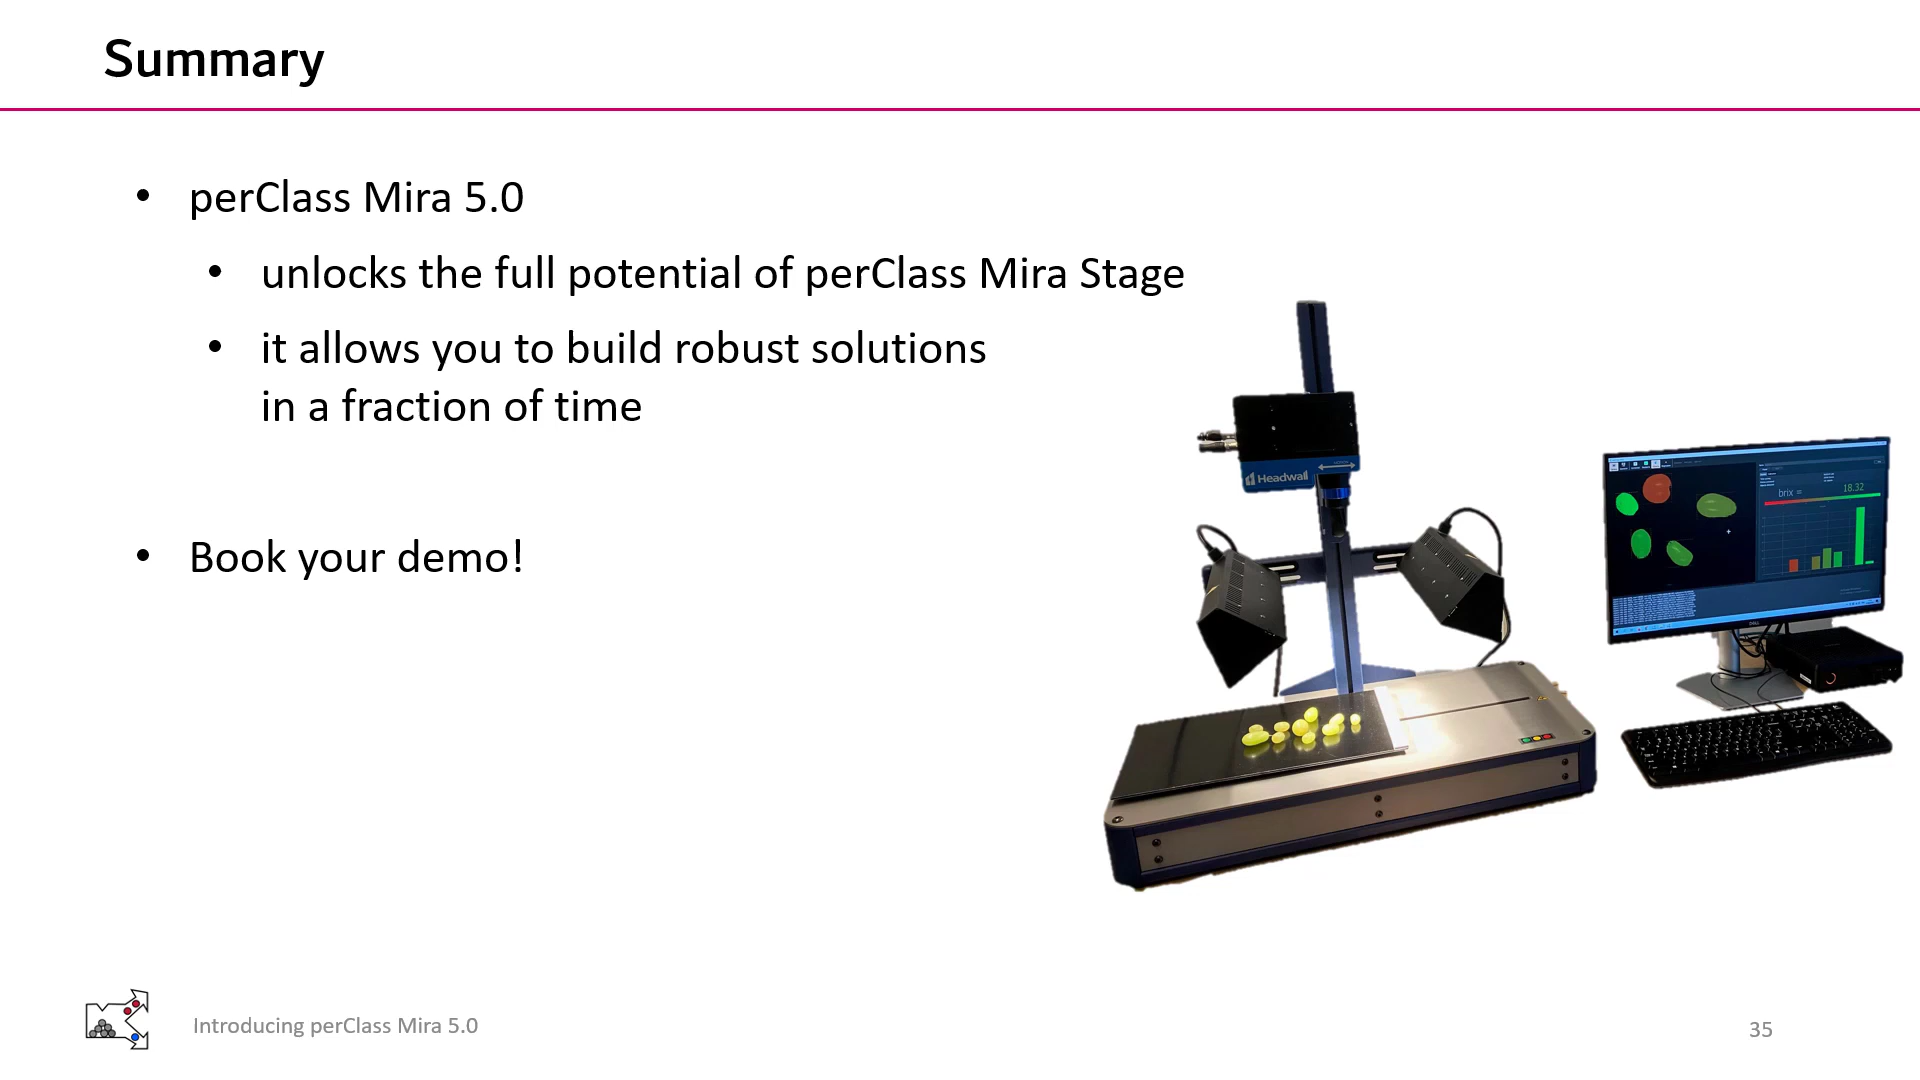 Summary
• perClass Mira 5.0
• unlocks the full potential of perClass Mira Stage
• it allows you to build robust solutions
in a fraction of time
• Book your demo!
Headwall
brix = 18.32
DELL
Introducing perClass Mira 5.0
35